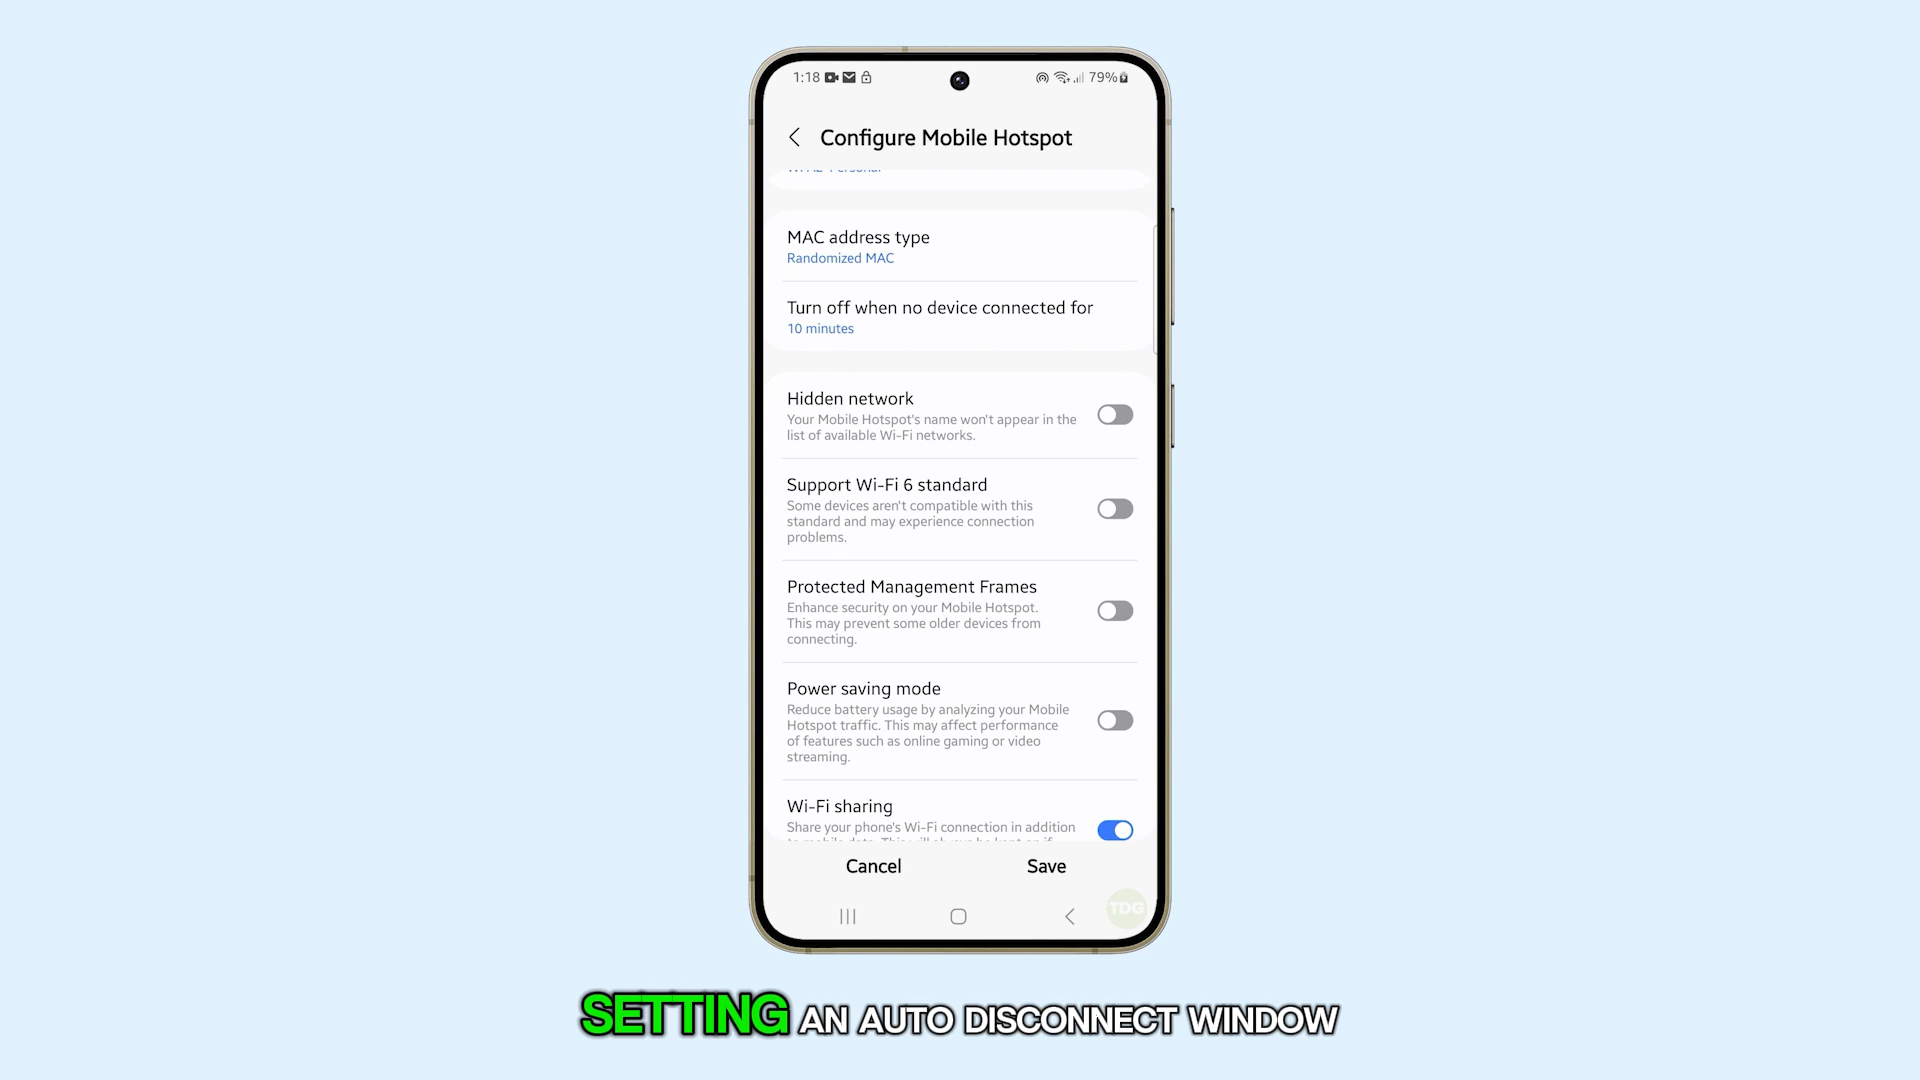 1:18
79%
Configure Mobile Hotspot
MAC address type
Randomized MAC
Turn off when no device connected for
10 minutes
Hidden network
Your Mobile Hotspot's name won't appear in the
list of available Wi-Fi networks.
Support Wi-Fi 6 standard
Some devices aren't compatible with this
standard and may experience connection
problems.
Protected Management Frames
Enhance security on your Mobile Hotspot.
This may prevent some older devices from
connecting.
Power saving mode
Reduce battery usage by analyzing your Mobile
Hotspot traffic. This may affect performance
of features such as online gaming or video
streaming.
Wi-Fi sharing
Share your phone's Wi-Fi connection in addition
Cancel
Save
TDG
SETTING AN AUTO DISCONNECT WINDOW